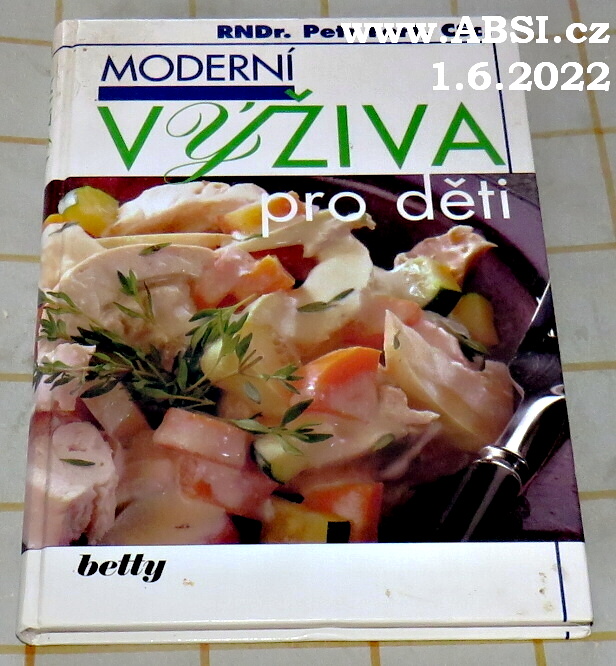 RNDr.
www.ABSI.cz
1.6.2022
MODERNÍ
VÝŽIVA
pro děti
betty